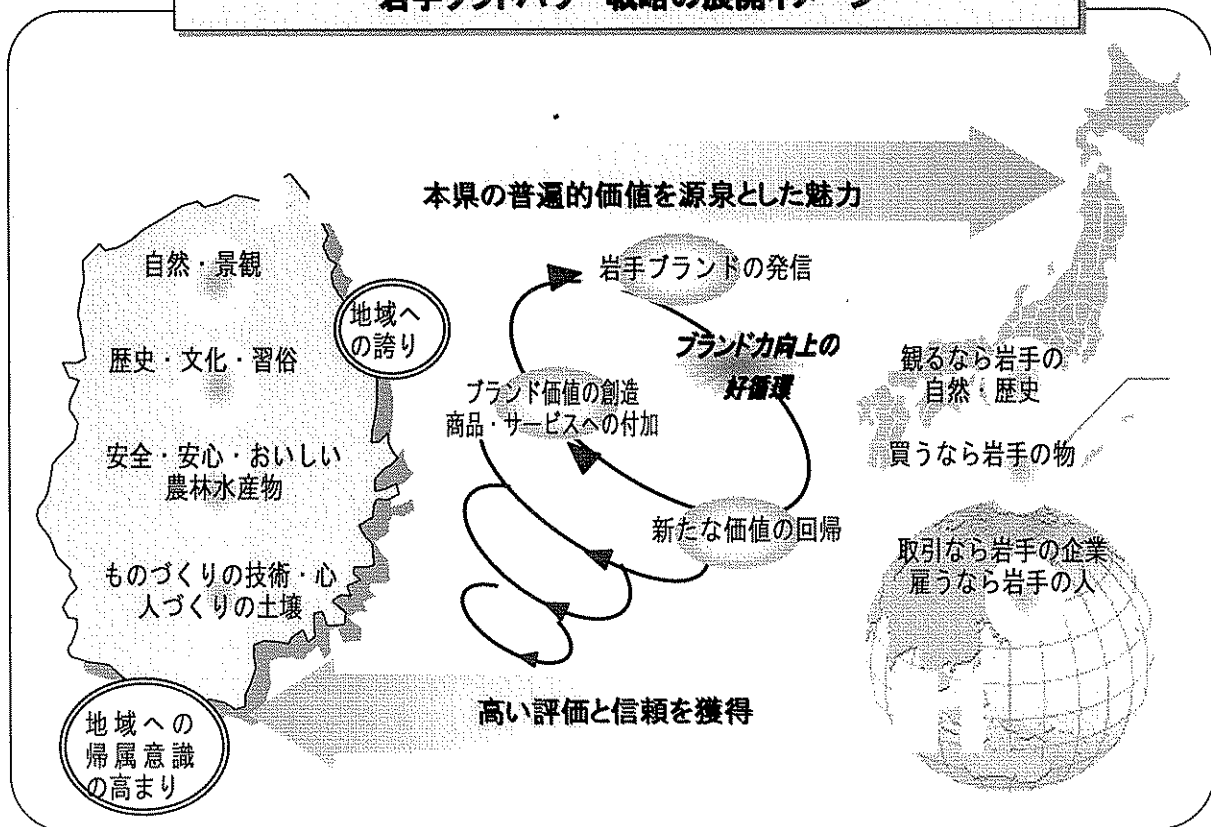 自然・景観
歴史・文化・習俗
安全・安心・おいしい
農林水産物
ものづくりの技術・心
人づくりの土壌
地域へ
の誇り
地域への
帰属意識
の高まり
本県の普遍的価値を源泉とした魅力
岩手ブランドの発信
ブランド力向上の
好循環
ブランド価値の創造
商品・サービスへの付加
新たな価値の回帰
高い評価と信頼を獲得
観るなら岩手の
自然・歴史
買うなら岩手の物
取引なら岩手の企業
雇うなら岩手の人